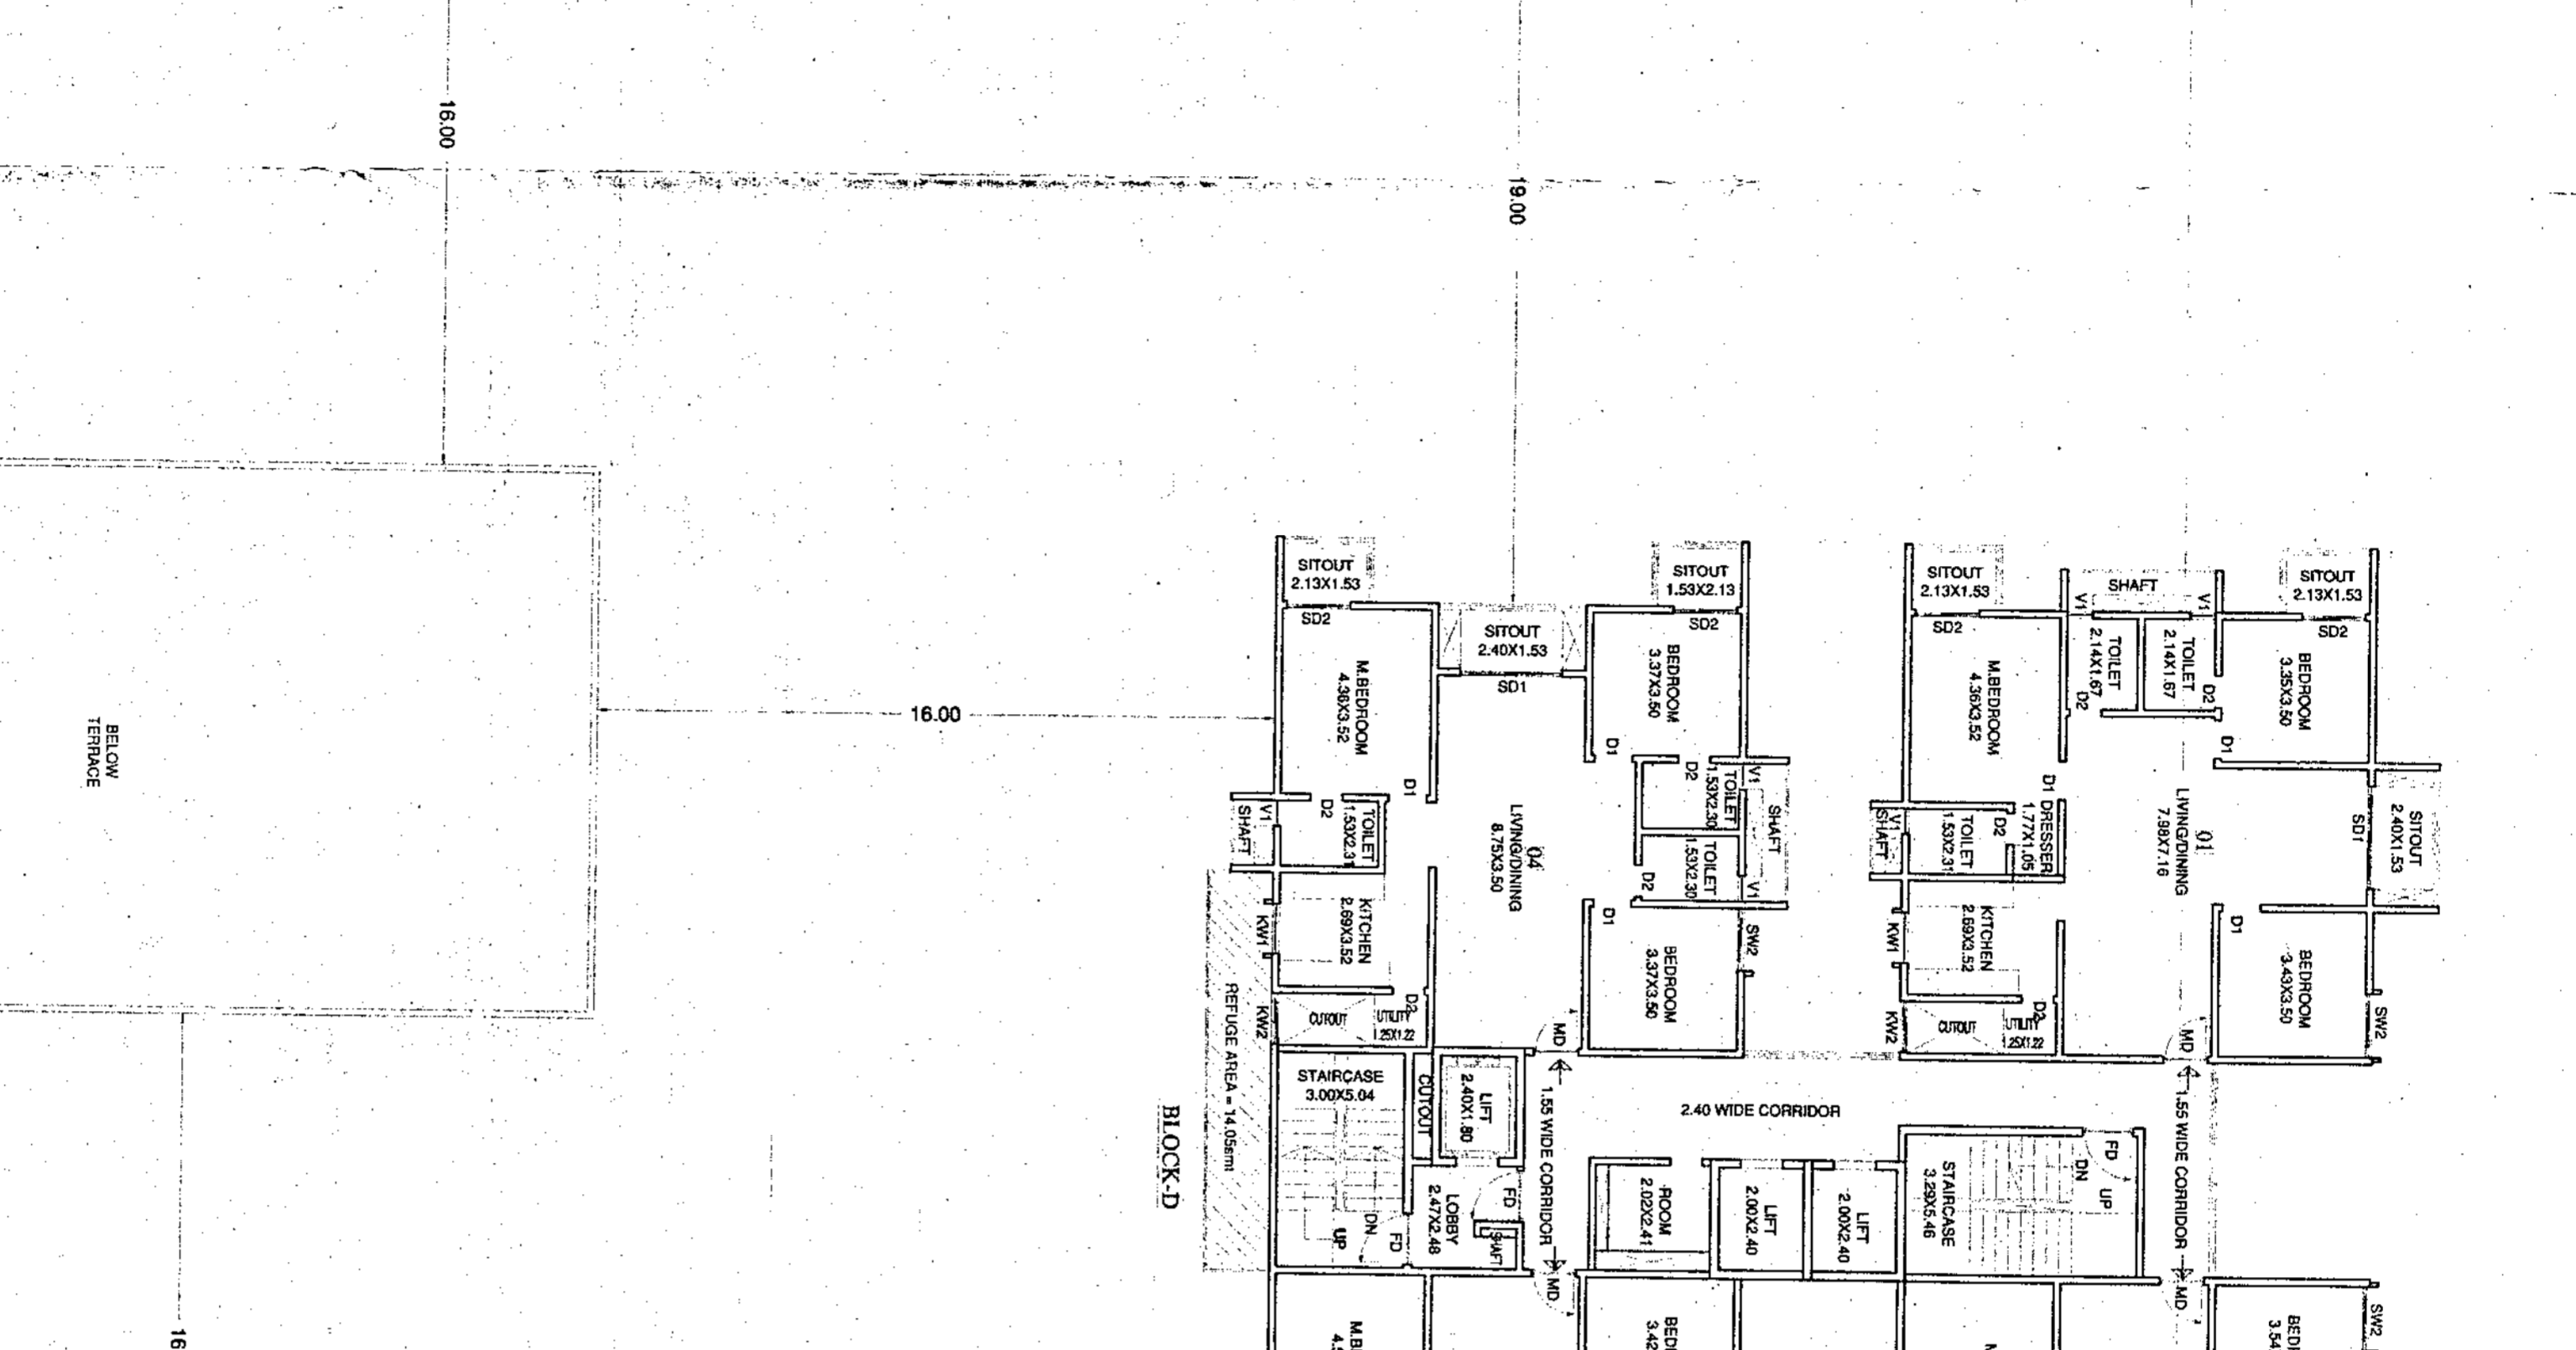 16.00
19.00
16.00
16
BELOW
TERRACE
BLOCK-D
REFUGE AREA = 14.05smt
SITOUT
2.13X1.53
SD2
M.BEDROOM
4.36X3.52
D1
D2
TOILET
1.53X2.31
V1
SHAFT
KITCHEN
2.69X3.52
KW1
D2
CUTOUT
UTILITY
1.25X1.22
KW2
SITOUT
2.40X1.53
SD1
04
LIVING/DINING
8.75X3.50
MD
SITOUT
1.53X2.13
SD2
BEDROOM
3.37X3.50
D1
D2
TOILET
1.53X2.30
V1
SHAFT
TOILET
1.53X2.30
D2
V1
D1
BEDROOM
3.37X3.50
SW2
STAIRCASE
3.00X5.04
DN
UP
FD
CUTOUT
LIFT
2.40X1.80
LOBBY
2.47X2.48
FD
SHAFT
1.55 WIDE CORRIDOR
MD
2.40 WIDE CORRIDOR
ROOM
2.02X2.41
LIFT
2.00X2.40
LIFT
2.00X2.40
STAIRCASE
3.29X5.46
FD
DN
UP
1.55 WIDE CORRIDOR
MD
SITOUT
2.13X1.53
SD2
M.BEDROOM
4.36X3.52
D1
DRESSER
1.77X1.05
D2
TOILET
1.53X2.31
V1
SHAFT
KITCHEN
2.69X3.52
KW1
D2
CUTOUT
UTILITY
KW2
SHAFT
V1
V1
TOILET
2.14X1.67
D2
TOILET
2.14X1.67
D2
01
LIVING/DINING
7.98X7.16
MD
SITOUT
2.13X1.53
SD2
BEDROOM
3.35X3.50
D1
SITOUT
2.40X1.53
SD1
D1
BEDROOM
3.43X3.50
SW2
M.B
BED
3.42
BED
3.54
SW2